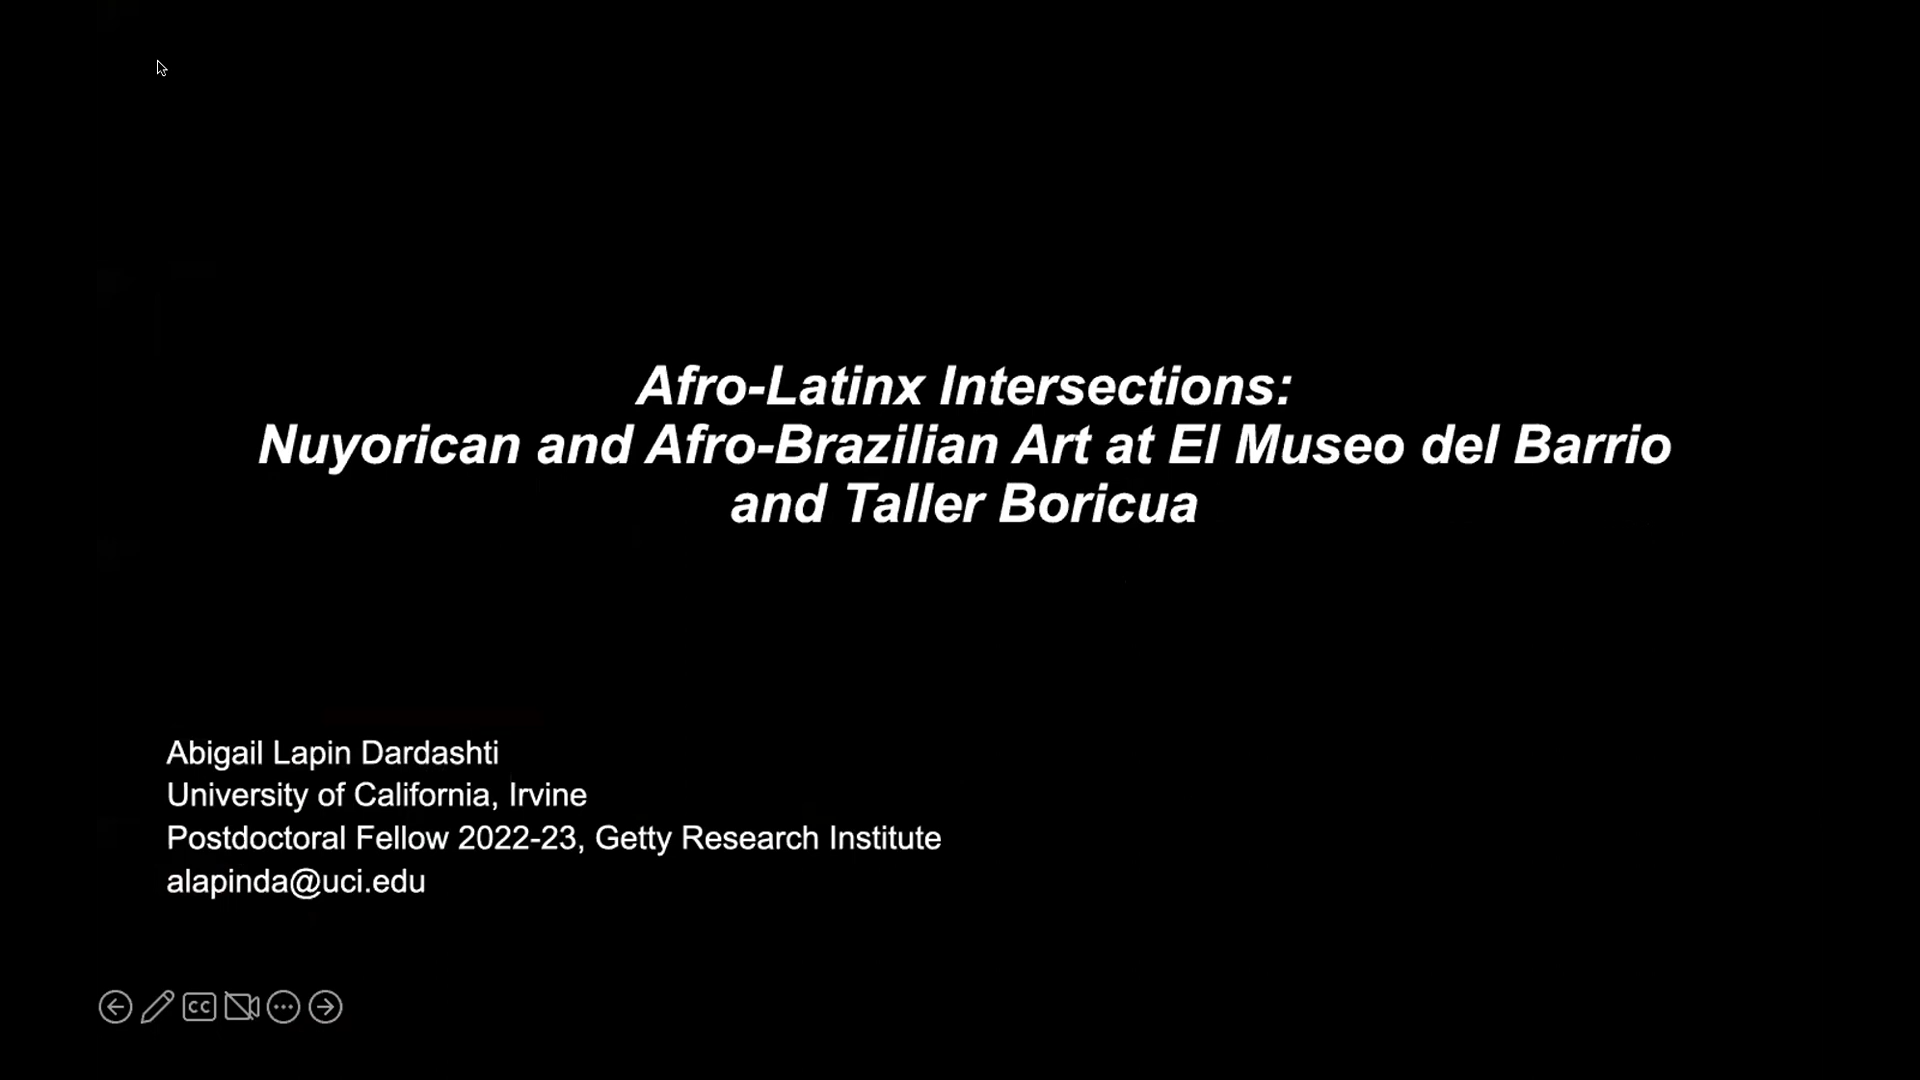 Afro-Latinx Intersections:
Nuyorican and Afro-Brazilian Art at El Museo del Barrio
and Taller Boricua
Abigail Lapin Dardashti
University of California, Irvine
Postdoctoral Fellow 2022-23, Getty Research Institute
alapinda@uci.edu
CC